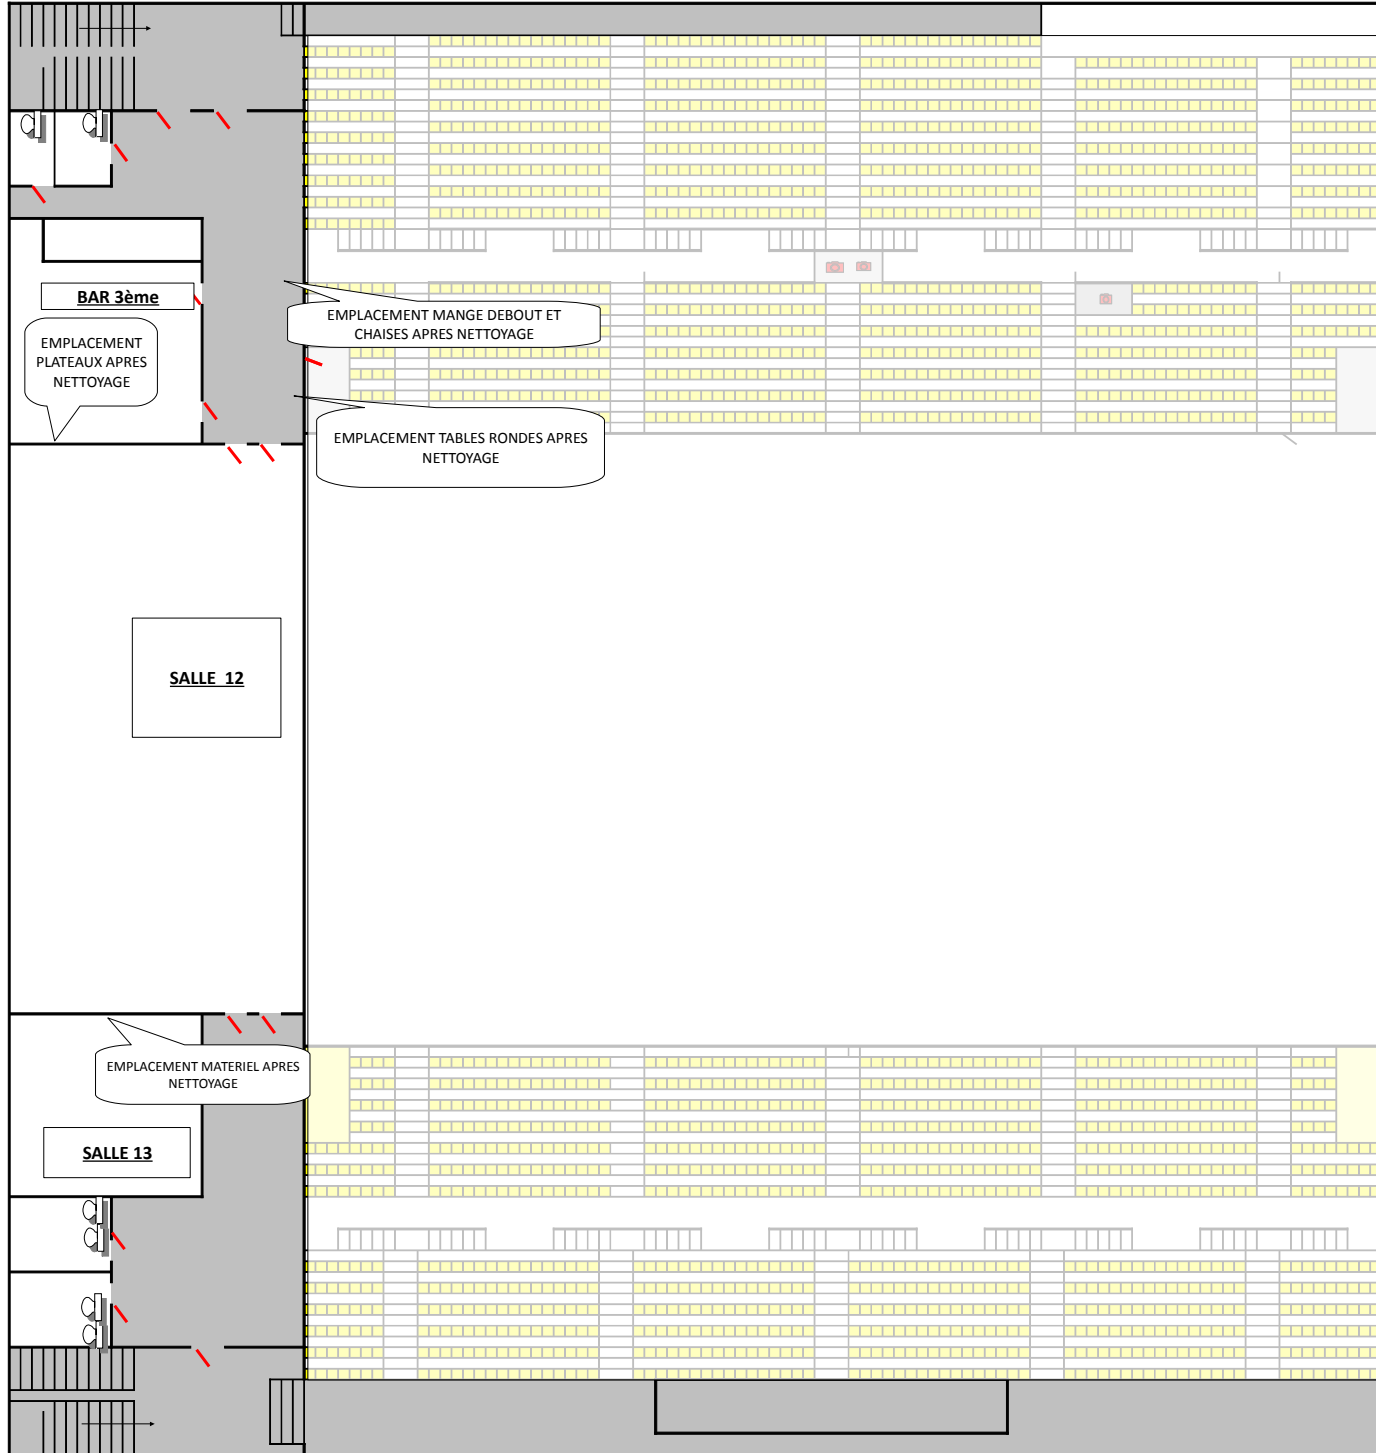 BAR 3ème
EMPLACEMENT MANGE DEBOUT ET
CHAISES APRES NETTOYAGE
EMPLACEMENT
PLATEAUX APRES
NETTOYAGE
EMPLACEMENT TABLES RONDES APRES
NETTOYAGE
SALLE 12
EMPLACEMENT MATERIEL APRES
NETTOYAGE
SALLE 13